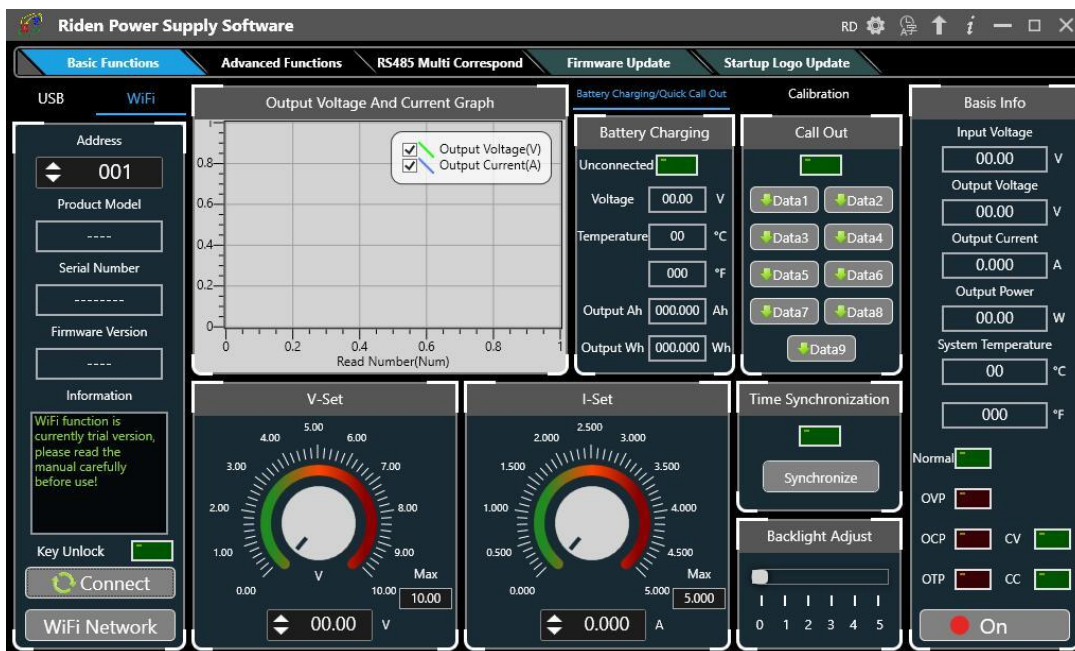 Riden Power Supply Software
RD
Basic Functions
Advanced Functions
RS485 Multi Correspond
Firmware Update
Startup Logo Update
USB
WiFi
Address
001
Product Model
----
Serial Number
--------
Firmware Version
----
Information
WiFi function is
currently trial version,
please read the
manual carefully
before use!
Key Unlock
Connect
WiFi Network
Output Voltage And Current Graph
Output Voltage(V)
Output Current(A)
1
0.8
0.6
0.4
0.2
0
0 0.2 0.4 0.6 0.8 1
Read Number(Num)
V-Set
0.00
1.00
2.00
3.00
4.00
5.00
6.00
7.00
8.00
9.00
10.00
V
Max
10.00
00.00 V
I-Set
0.000
0.500
1.000
1.500
2.000
2.500
3.000
3.500
4.000
4.500
5.000
A
Max
5.000
0.000 A
Battery Charging/Quick Call Out
Calibration
Battery Charging
Unconnected
Voltage 00.00 V
Temperature 00 °C
000 °F
Output Ah 000.000 Ah
Output Wh 000.000 Wh
Call Out
Data1 Data2
Data3 Data4
Data5 Data6
Data7 Data8
Data9
Time Synchronization
Synchronize
Backlight Adjust
0 1 2 3 4 5
Basis Info
Input Voltage
00.00 V
Output Voltage
00.00 V
Output Current
0.000 A
Output Power
00.00 W
System Temperature
00 °C
000 °F
Normal
OVP
OCP CV
OTP CC
On